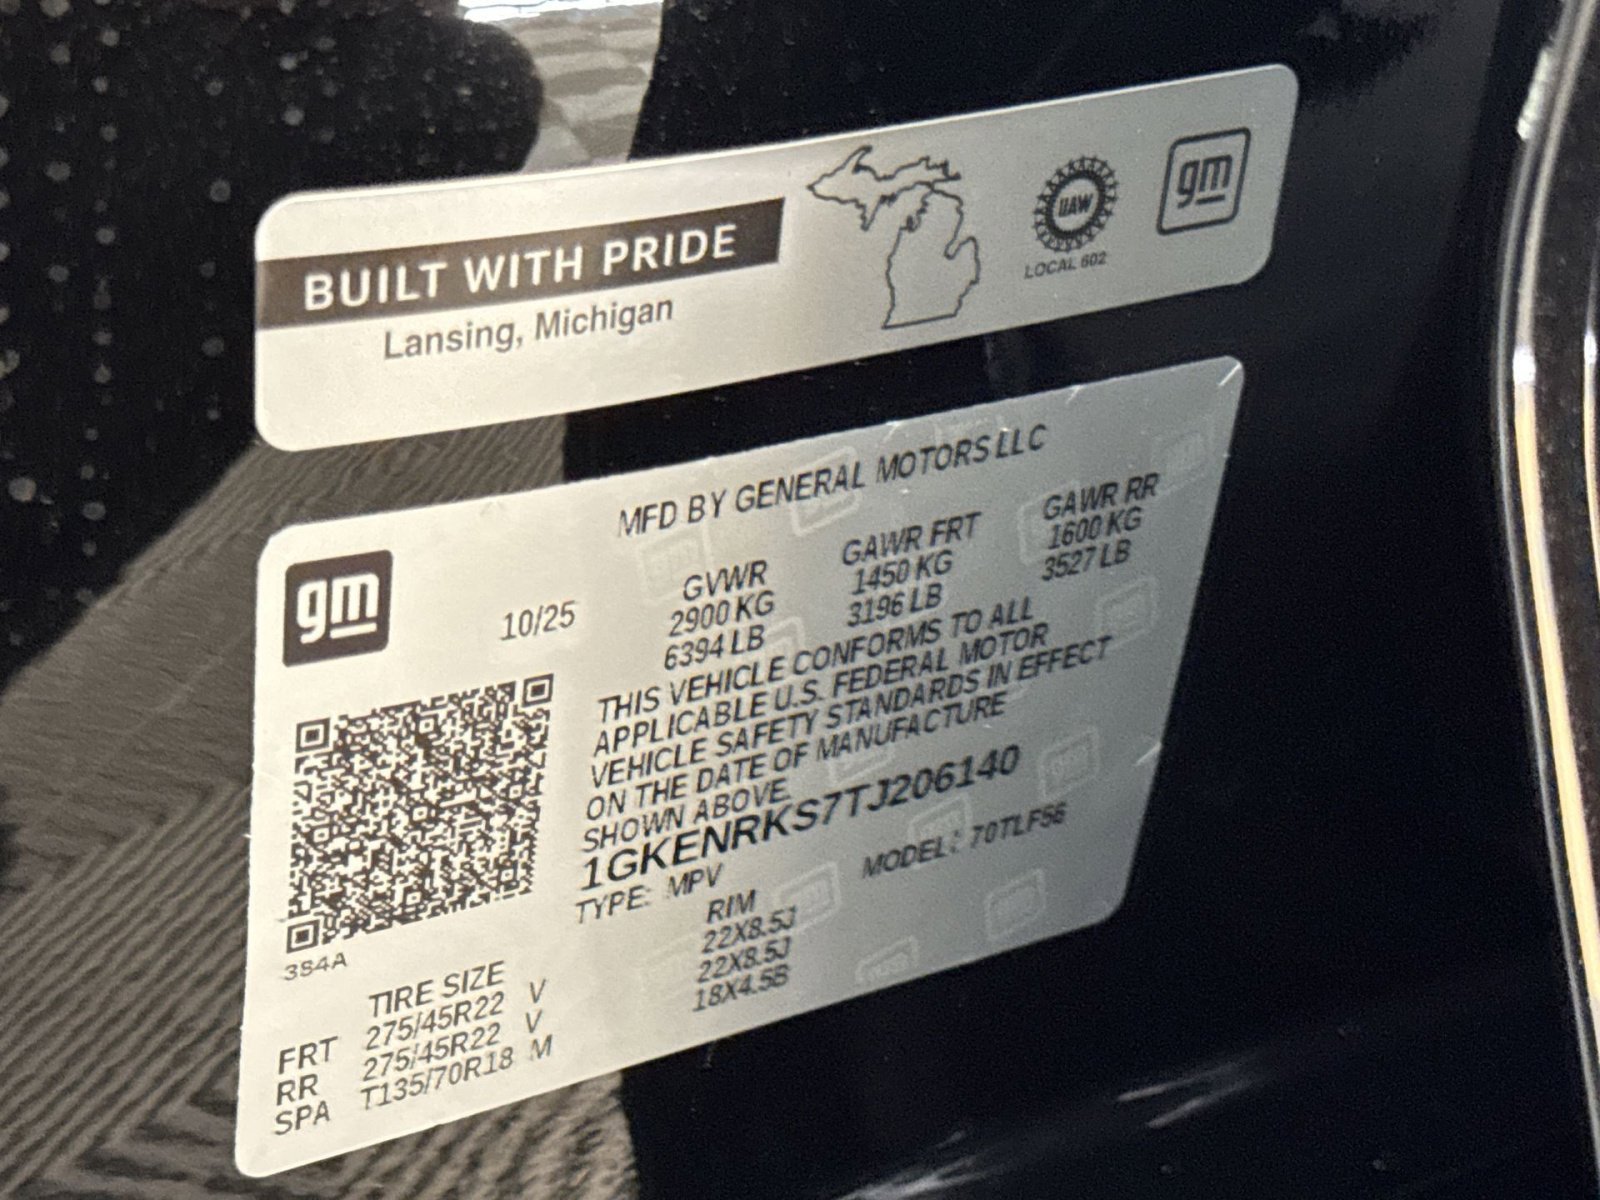 BUILT WITH PRIDE
Lansing, Michigan
UAW
LOCAL 602
gm
MFD BY GENERAL MOTORS LLC
gm
10/25
GVWR GAWR FRT GAWR RR
2900 KG 1450 KG 1600 KG
6394 LB 3196 LB 3527 LB
THIS VEHICLE CONFORMS TO ALL
APPLICABLE U.S. FEDERAL MOTOR
VEHICLE SAFETY STANDARDS IN EFFECT
ON THE DATE OF MANUFACTURE
SHOWN ABOVE.
1GKENRKS7TJ206140
TYPE: MPV MODEL: 70TLF56
384A
TIRE SIZE RIM
FRT 275/45R22 V 22X8.5J
RR 275/45R22 V 22X8.5J
SPA T135/70R18 M 18X4.5B